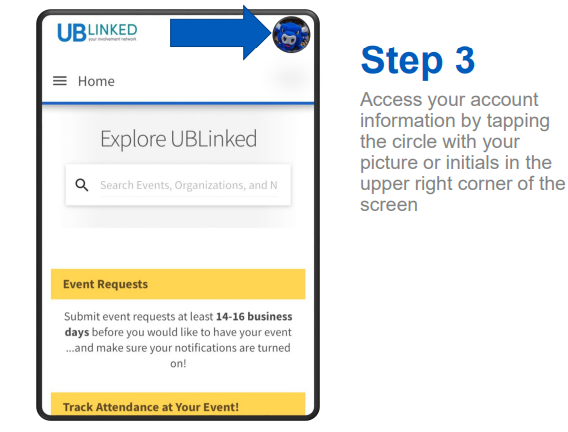 UBLINKED
your involvement network
Home
Explore UBLinked
Search Events, Organizations, and N
Event Requests
Submit event requests at least 14-16 business
days before you would like to have your event
...and make sure your notifications are turned
on!
Track Attendance at Your Event!
Step 3
Access your account
information by tapping
the circle with your
picture or initials in the
upper right corner of the
screen